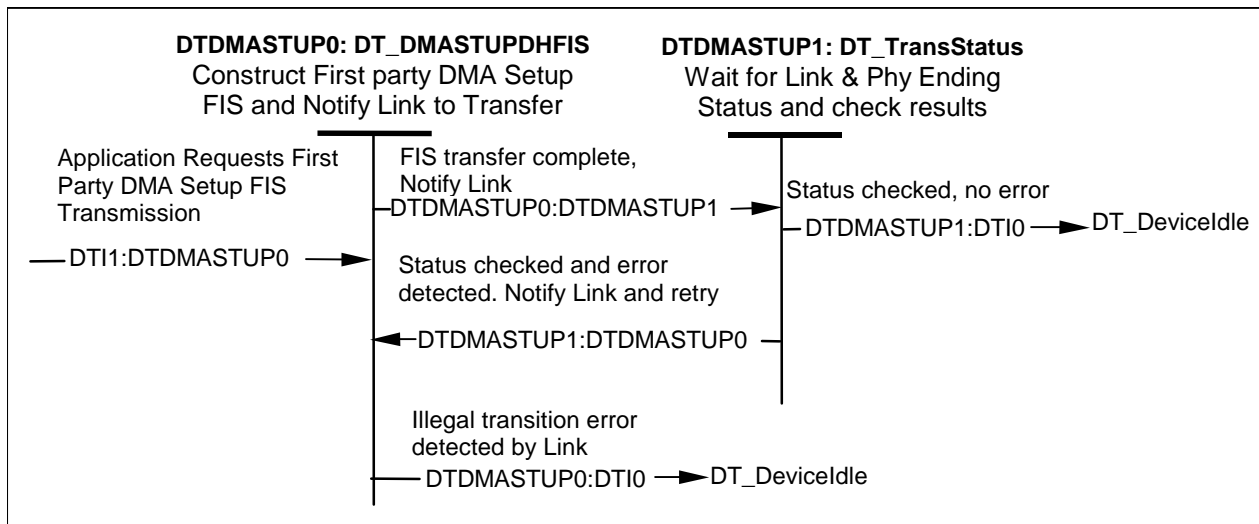 DTDMASTUP0: DT_DMASTUPDHFIS
Construct First party DMA Setup
FIS and Notify Link to Transfer
DTDMASTUP1: DT_TransStatus
Wait for Link & Phy Ending
Status and check results
Application Requests First
Party DMA Setup FIS
Transmission
DTI1:DTDMASTUP0
FIS transfer complete,
Notify Link
DTDMASTUP0:DTDMASTUP1
Status checked, no error
DTDMASTUP1:DTI0
DT_DeviceIdle
Status checked and error
detected. Notify Link and retry
DTDMASTUP1:DTDMASTUP0
Illegal transition error
detected by Link
DTDMASTUP0:DTI0
DT_DeviceIdle